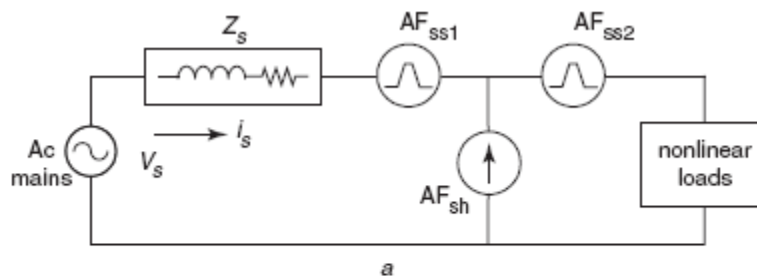 Z_s
AF_ss1
AF_ss2
Ac
mains
V_s
i_s
AF_sh
nonlinear
loads
a